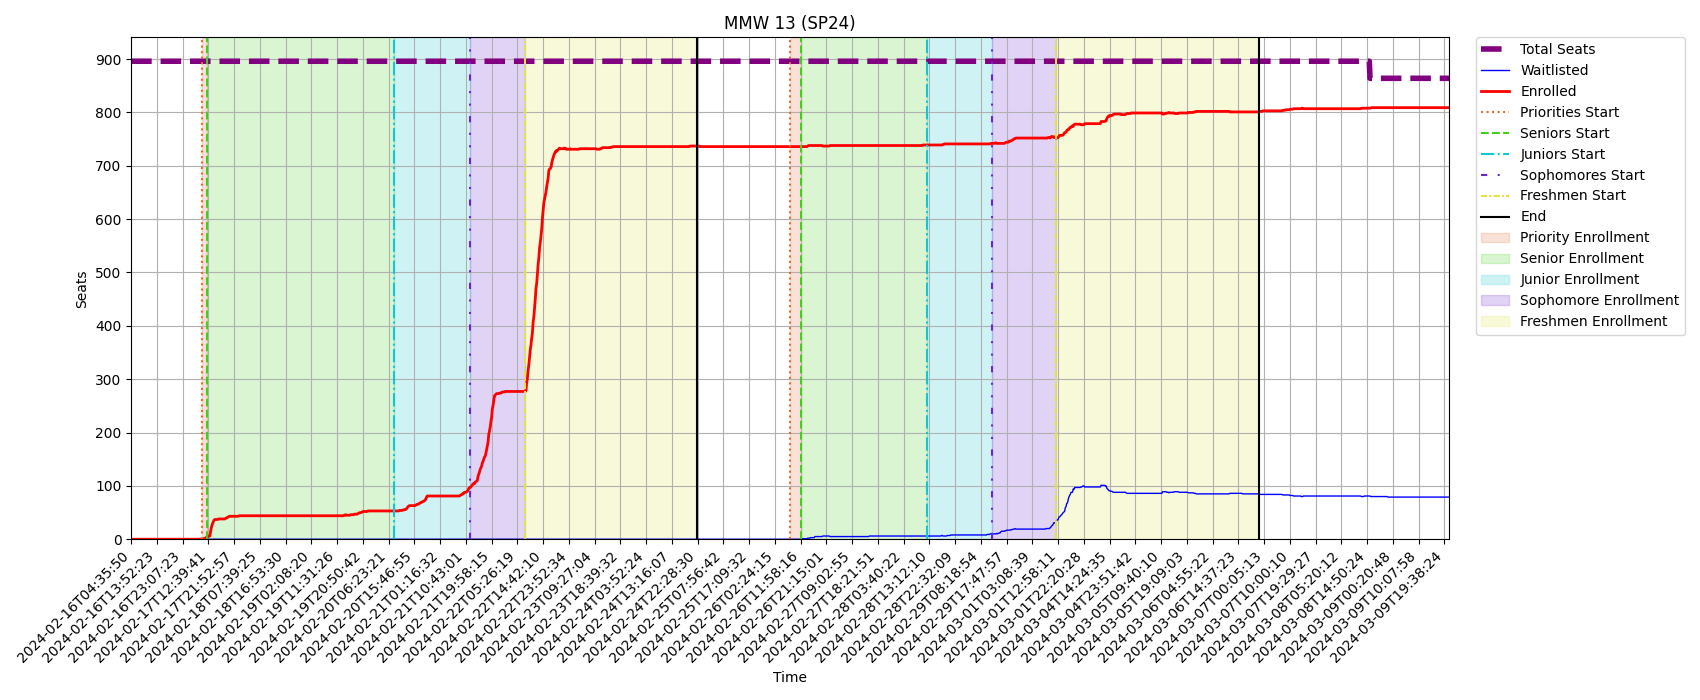 MMW 13 (SP24)
Seats
900
800
700
600
500
400
300
200
100
0
2024-02-16T04:35:50
2024-02-16T13:52:23
2024-02-16T23:07:23
2024-02-17T12:39:41
2024-02-17T21:52:57
2024-02-18T07:39:25
2024-02-18T16:53:30
2024-02-19T02:08:20
2024-02-19T11:31:26
2024-02-19T20:50:42
2024-02-20T06:23:21
2024-02-20T15:46:55
2024-02-21T01:16:32
2024-02-21T10:43:01
2024-02-21T19:58:15
2024-02-22T05:26:19
2024-02-22T14:42:10
2024-02-22T23:52:34
2024-02-23T09:27:04
2024-02-23T18:39:32
2024-02-24T03:52:24
2024-02-24T13:16:07
2024-02-24T22:28:30
2024-02-25T07:56:42
2024-02-25T17:09:32
2024-02-26T02:24:15
2024-02-26T11:58:16
2024-02-26T21:15:01
2024-02-27T09:02:55
2024-02-27T18:21:51
2024-02-28T03:40:22
2024-02-28T13:12:10
2024-02-28T22:32:09
2024-02-29T08:18:54
2024-02-29T17:47:57
2024-03-01T03:08:39
2024-03-01T12:58:11
2024-03-01T22:20:28
2024-03-04T14:24:35
2024-03-04T23:51:42
2024-03-05T09:40:10
2024-03-05T19:09:03
2024-03-06T04:55:22
2024-03-06T14:37:23
2024-03-07T00:05:13
2024-03-07T10:00:10
2024-03-07T19:29:27
2024-03-08T05:20:12
2024-03-08T14:50:24
2024-03-09T00:20:48
2024-03-09T10:07:58
2024-03-09T19:38:24
Time
Total Seats
Waitlisted
Enrolled
Priorities Start
Seniors Start
Juniors Start
Sophomores Start
Freshmen Start
End
Priority Enrollment
Senior Enrollment
Junior Enrollment
Sophomore Enrollment
Freshmen Enrollment